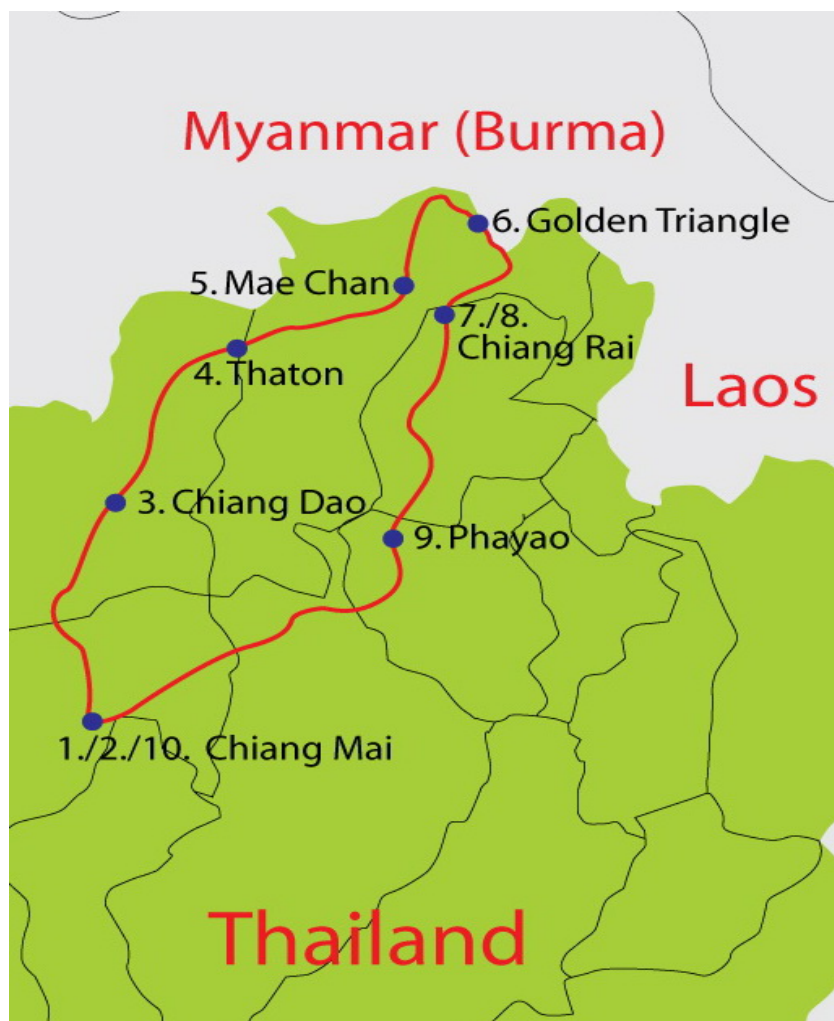 Myanmar (Burma)
6. Golden Triangle
5. Mae Chan
7./8.
Chiang Rai
4. Thaton
Laos
3. Chiang Dao
9. Phayao
1./2./10. Chiang Mai
Thailand